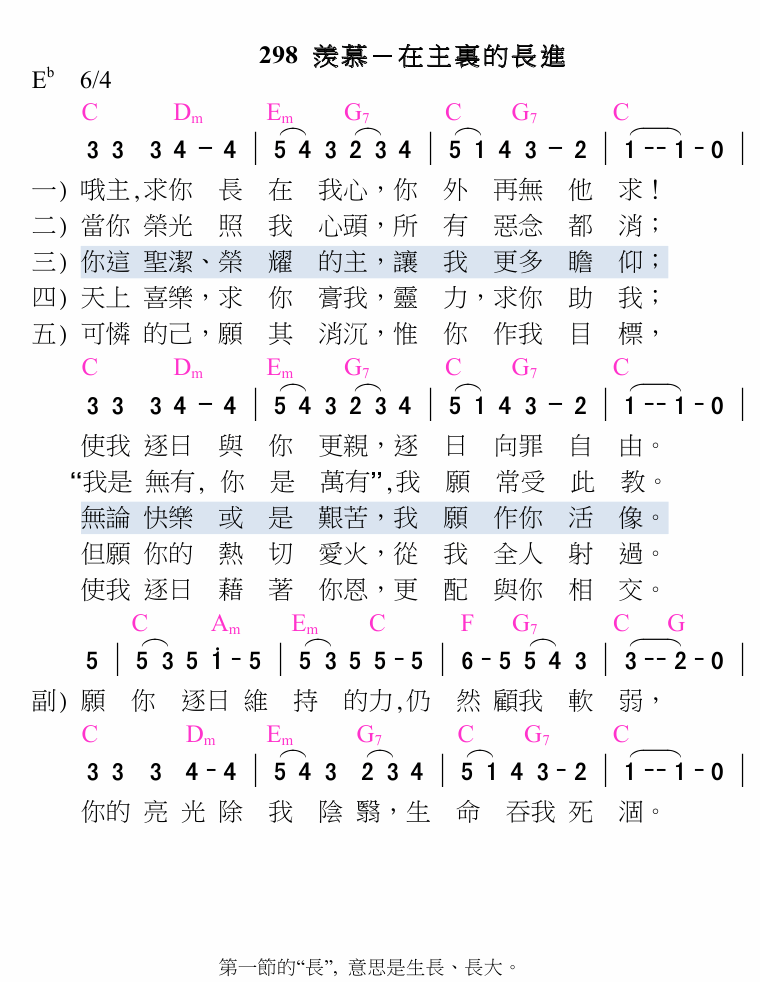 298 羨慕－在主裏的長進
E♭ 6/4
C Dm Em G7 C G7 C
3 3 3 4 - 4 | 5 4 3 2 3 4 | 5 1 4 3 - 2 | 1 - - 1 - 0 |
一) 哦主,求你 長 在 我心，你 外 再無 他 求！
二) 當你 榮光 照 我 心頭，所 有 惡念 都 消；
三) 你這 聖潔、榮 耀 的主，讓 我 更多 瞻 仰；
四) 天上 喜樂，求 你 膏我，靈 力，求你 助 我；
五) 可憐 的己，願 其 消沉，惟 你 作我 目 標，
C Dm Em G7 C G7 C
3 3 3 4 - 4 | 5 4 3 2 3 4 | 5 1 4 3 - 2 | 1 - - 1 - 0 |
使我 逐日 與 你 更親，逐 日 向罪 自 由。
“我是 無有, 你 是 萬有”,我 願 常受 此 教。
無論 快樂 或 是 艱苦，我 願 作你 活 像。
但願 你的 熱 切 愛火，從 我 全人 射 過。
使我 逐日 藉 著 你恩，更 配 與你 相 交。
C Am Em C F G7 C G
5 | 5 3 5 i - 5 | 5 3 5 5 - 5 | 6 - 5 5 4 3 | 3 - - 2 - 0 |
副) 願 你 逐日 維 持 的力,仍 然 顧我 軟 弱，
C Dm Em G7 C G7 C
3 3 3 4 - 4 | 5 4 3 2 3 4 | 5 1 4 3 - 2 | 1 - - 1 - 0 |
你的 亮 光 除 我 陰 翳，生 命 吞我 死 涸。
第一節的“長”, 意思是生長、長大。